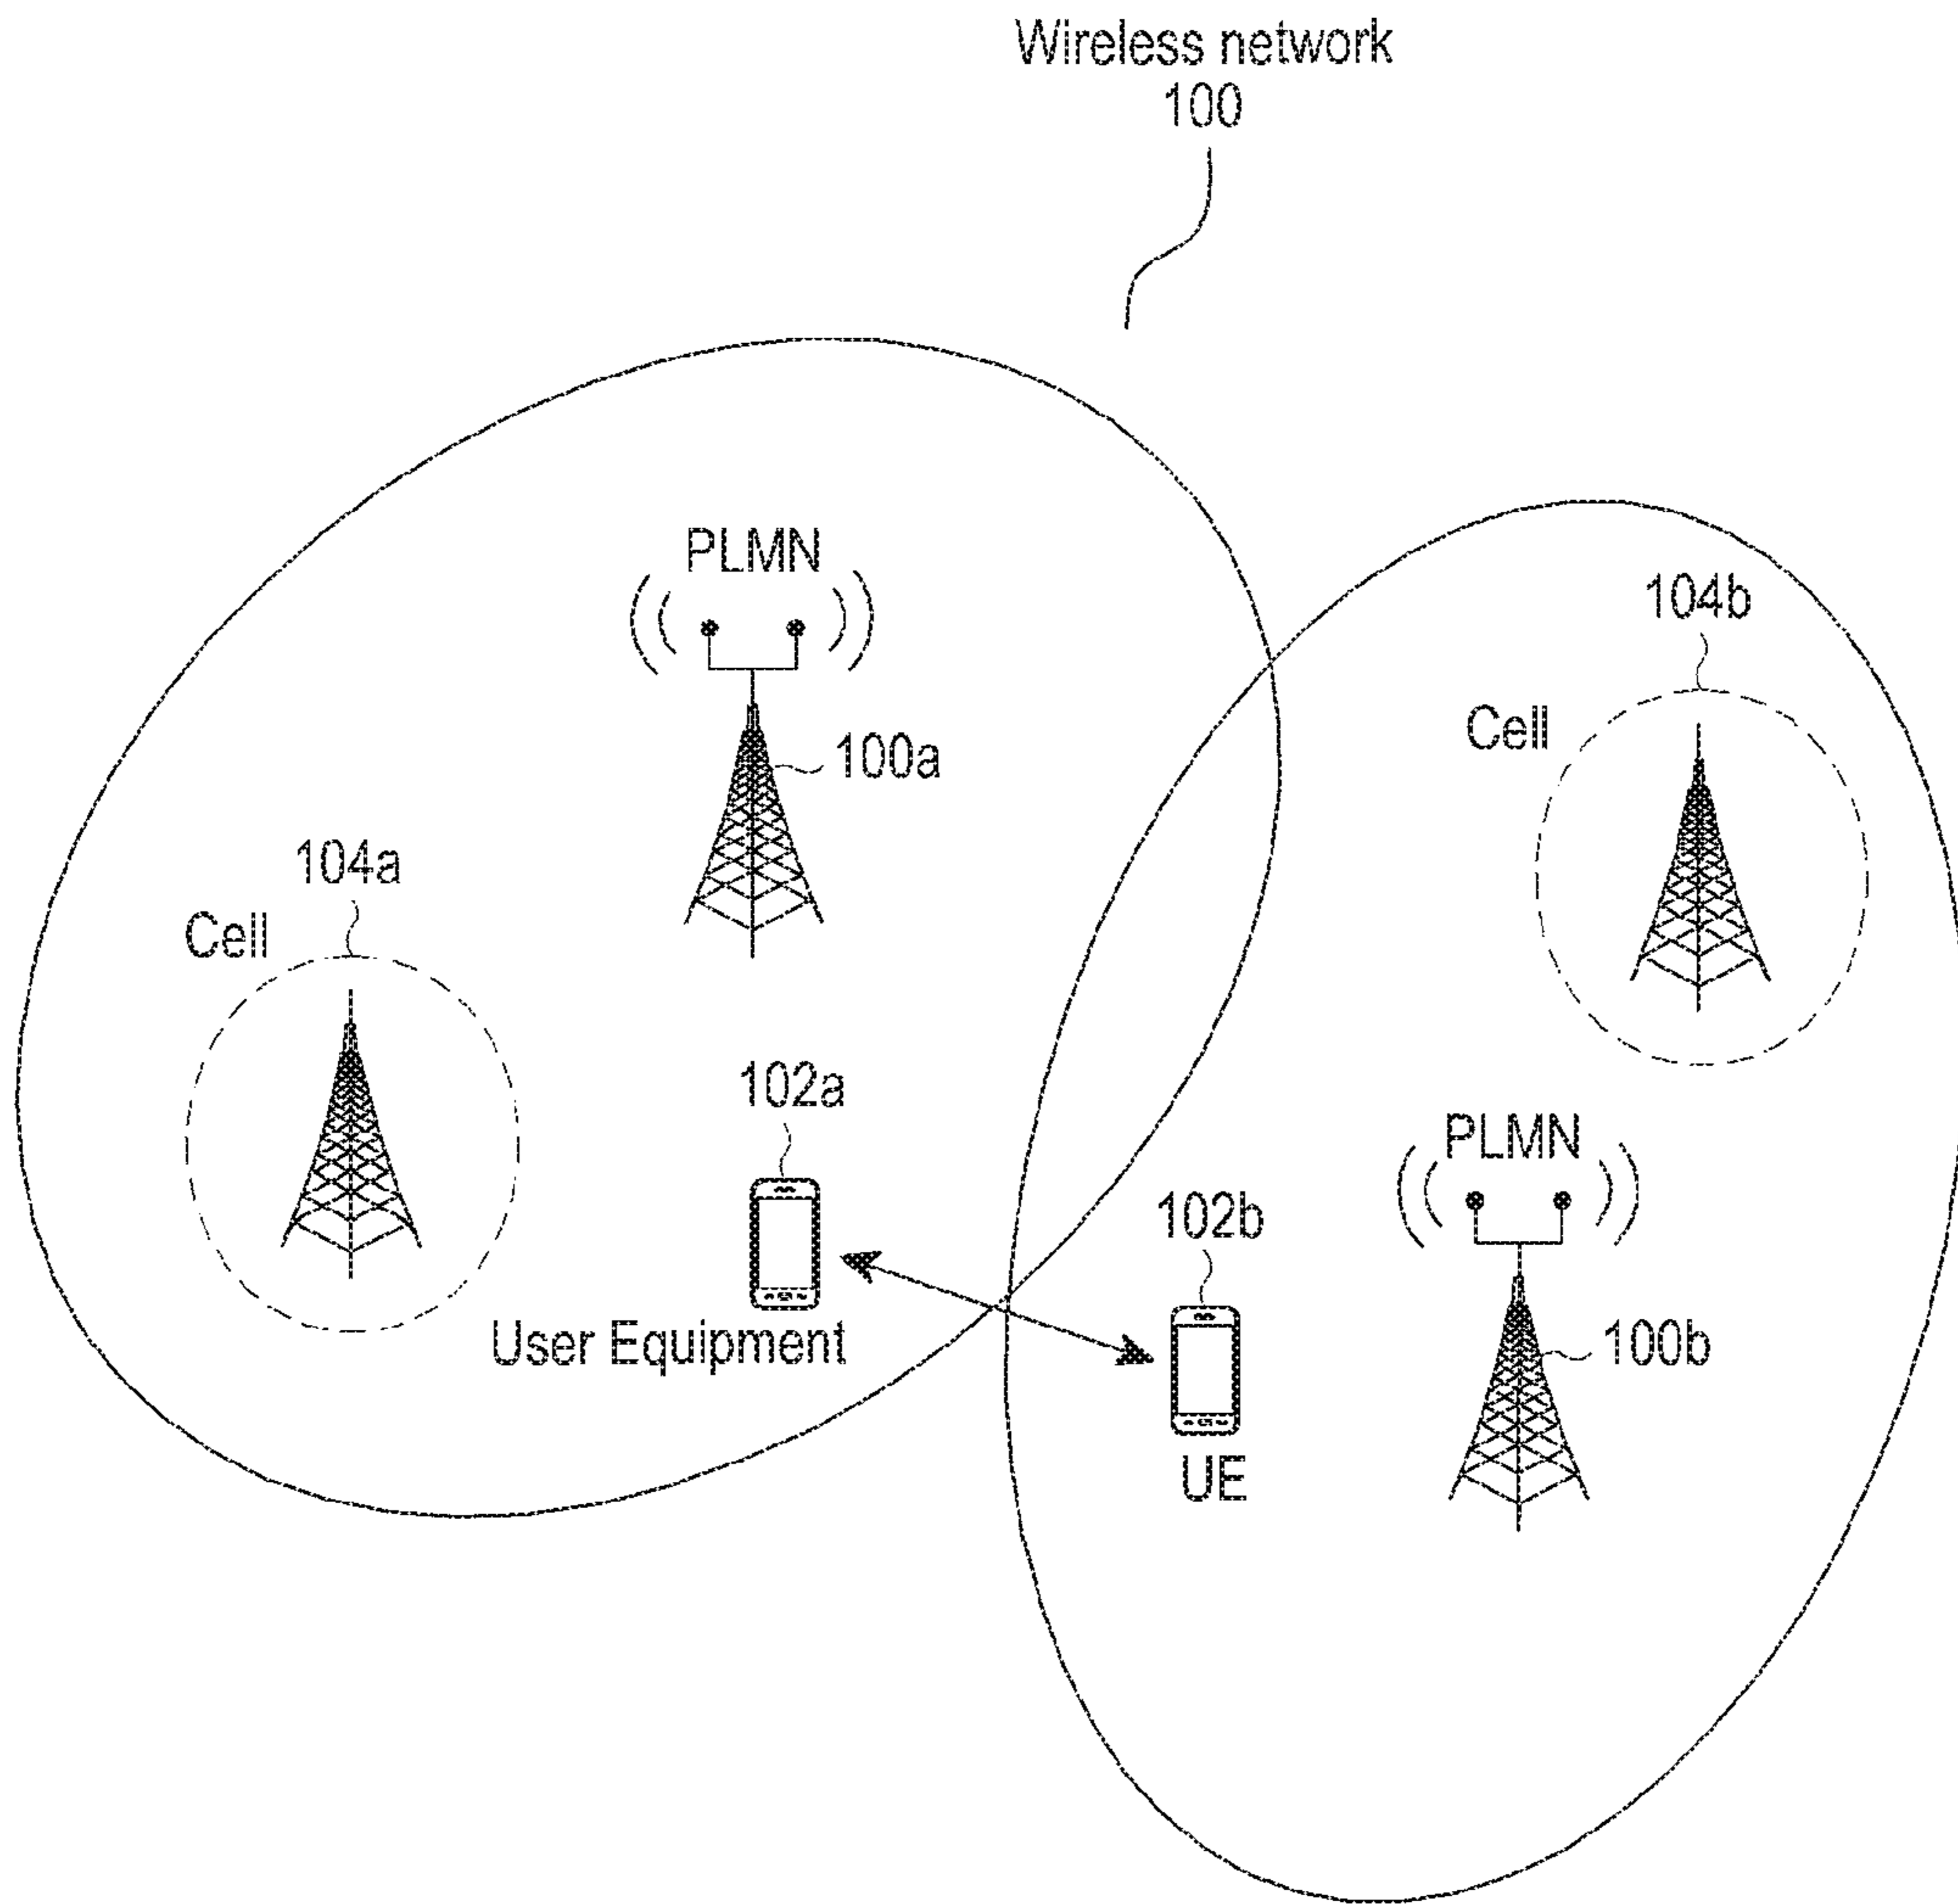 Wireless network
100
PLMN
100a
104b
Cell
104a
Cell
102a
User Equipment
102b
UE
PLMN
100b